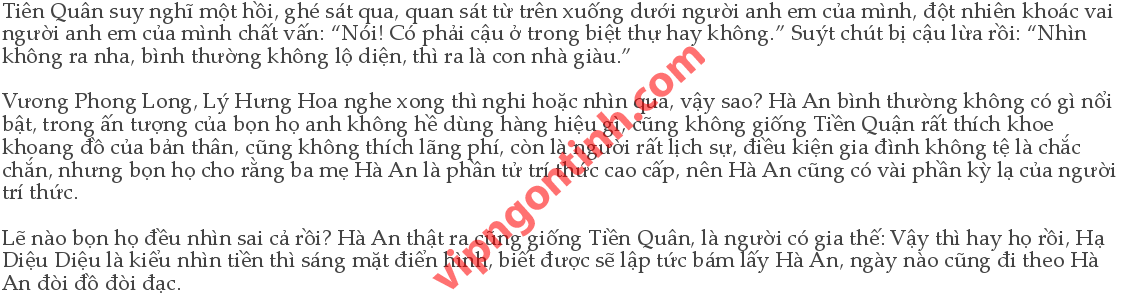 Tiền Quân suy nghĩ một hồi, ghé sát qua, quan sát từ trên xuống dưới người anh em của mình, đột nhiên khoác vai
người anh em của mình chất vấn: “Nói! Có phải cậu ở trong biệt thự hay không.” Suýt chút bị cậu lừa rồi: “Nhìn
không ra nha, bình thường không lộ diện, thì ra là con nhà giàu.”
Vương Phong Long, Lý Hưng Hoa nghe xong thì nghi hoặc nhìn qua, vậy sao? Hà An bình thường không có gì nổi
bật, trong ấn tượng của bọn họ anh không hề dùng hàng hiệu gì, cũng không giống Tiền Quận rất thích khoe
khoang đồ của bản thân, cũng không thích lãng phí, còn là người rất lịch sự, điều kiện gia đình không tệ là chắc
chắn, nhưng bọn họ cho rằng ba mẹ Hà An là phần tử trí thức cao cấp, nên Hà An cũng có vài phần kỳ lạ của người
trí thức.
Lẽ nào bọn họ đều nhìn sai cả rồi? Hà An thật ra cũng giống Tiền Quân, là người có gia thế: Vậy thì hay họ rồi, Hạ
Diệu Diệu là kiểu nhìn tiền thì sáng mặt điển hình, biết được sẽ lập tức bám lấy Hà An, ngày nào cũng đi theo Hà
An đòi đồ đòi đạc.
vipngontinh.com